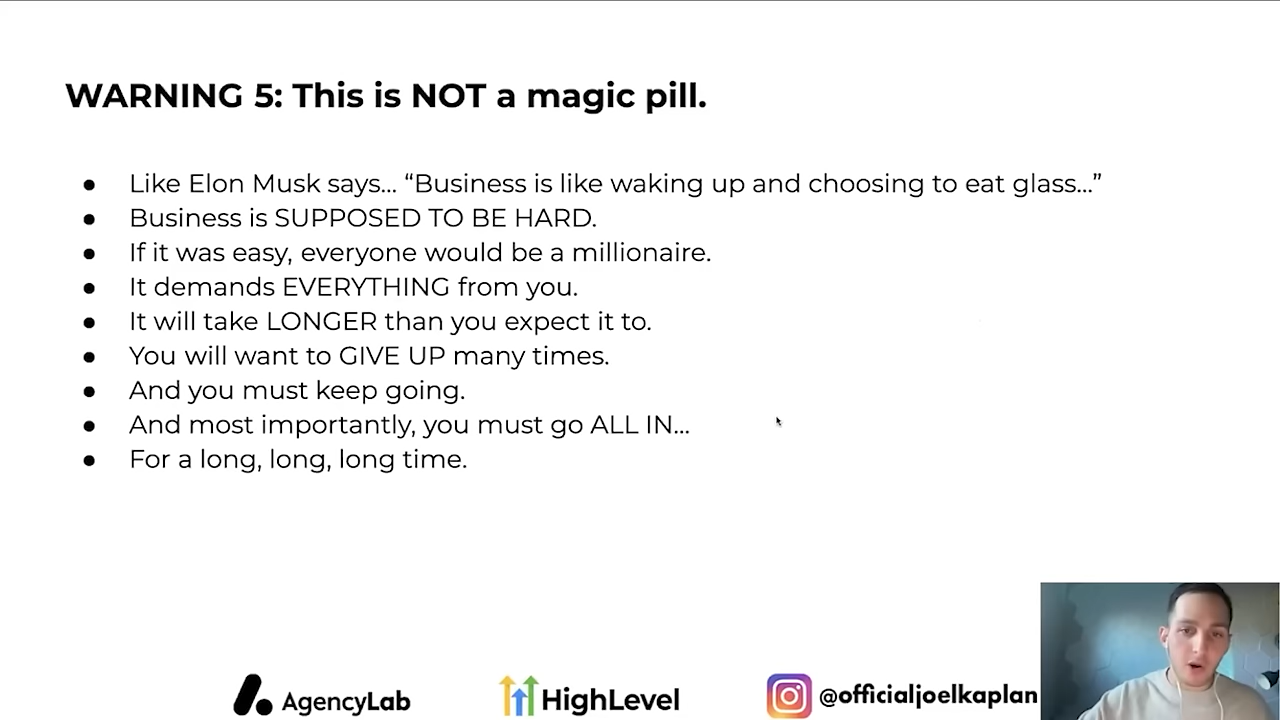 WARNING 5: This is NOT a magic pill.
● Like Elon Musk says... “Business is like waking up and choosing to eat glass...”
● Business is SUPPOSED TO BE HARD.
● If it was easy, everyone would be a millionaire.
● It demands EVERYTHING from you.
● It will take LONGER than you expect it to.
● You will want to GIVE UP many times.
● And you must keep going.
● And most importantly, you must go ALL IN...
● For a long, long, long time.
AgencyLab HighLevel @officialjoelkaplan